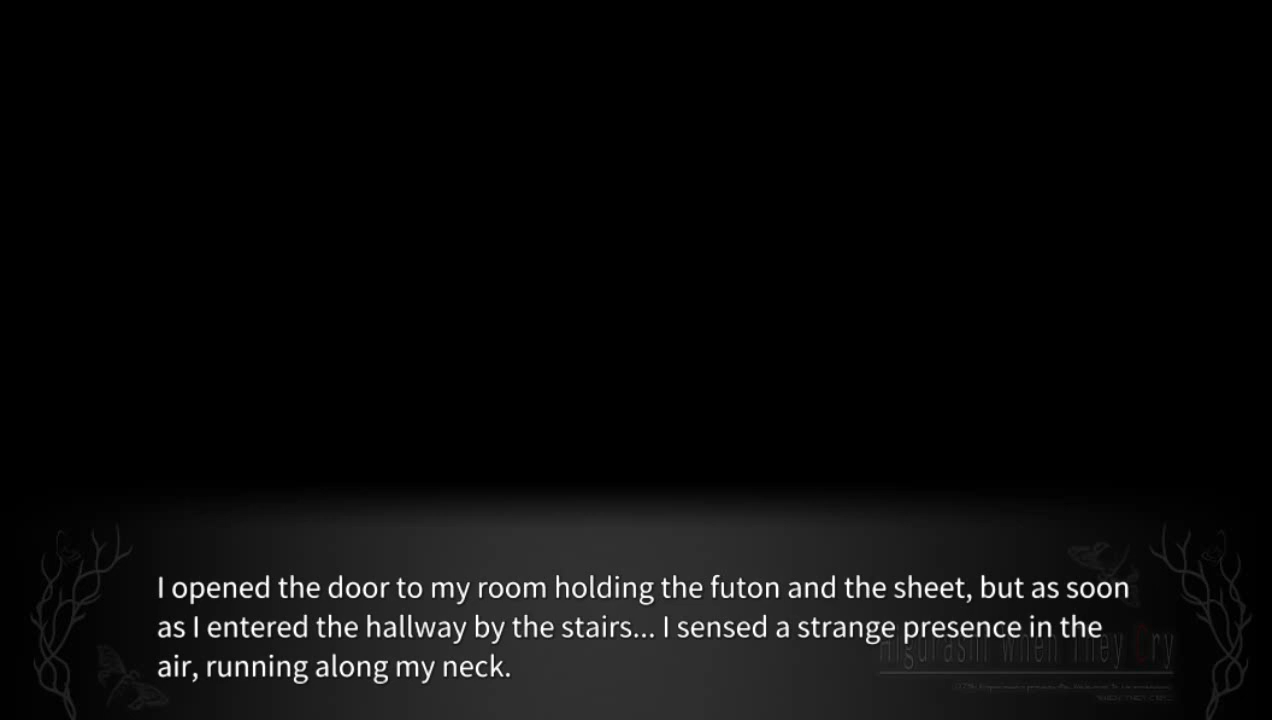 I opened the door to my room holding the futon and the sheet, but as soon
as I entered the hallway by the stairs... I sensed a strange presence in the
air, running along my neck.
Higurashi When They Cry